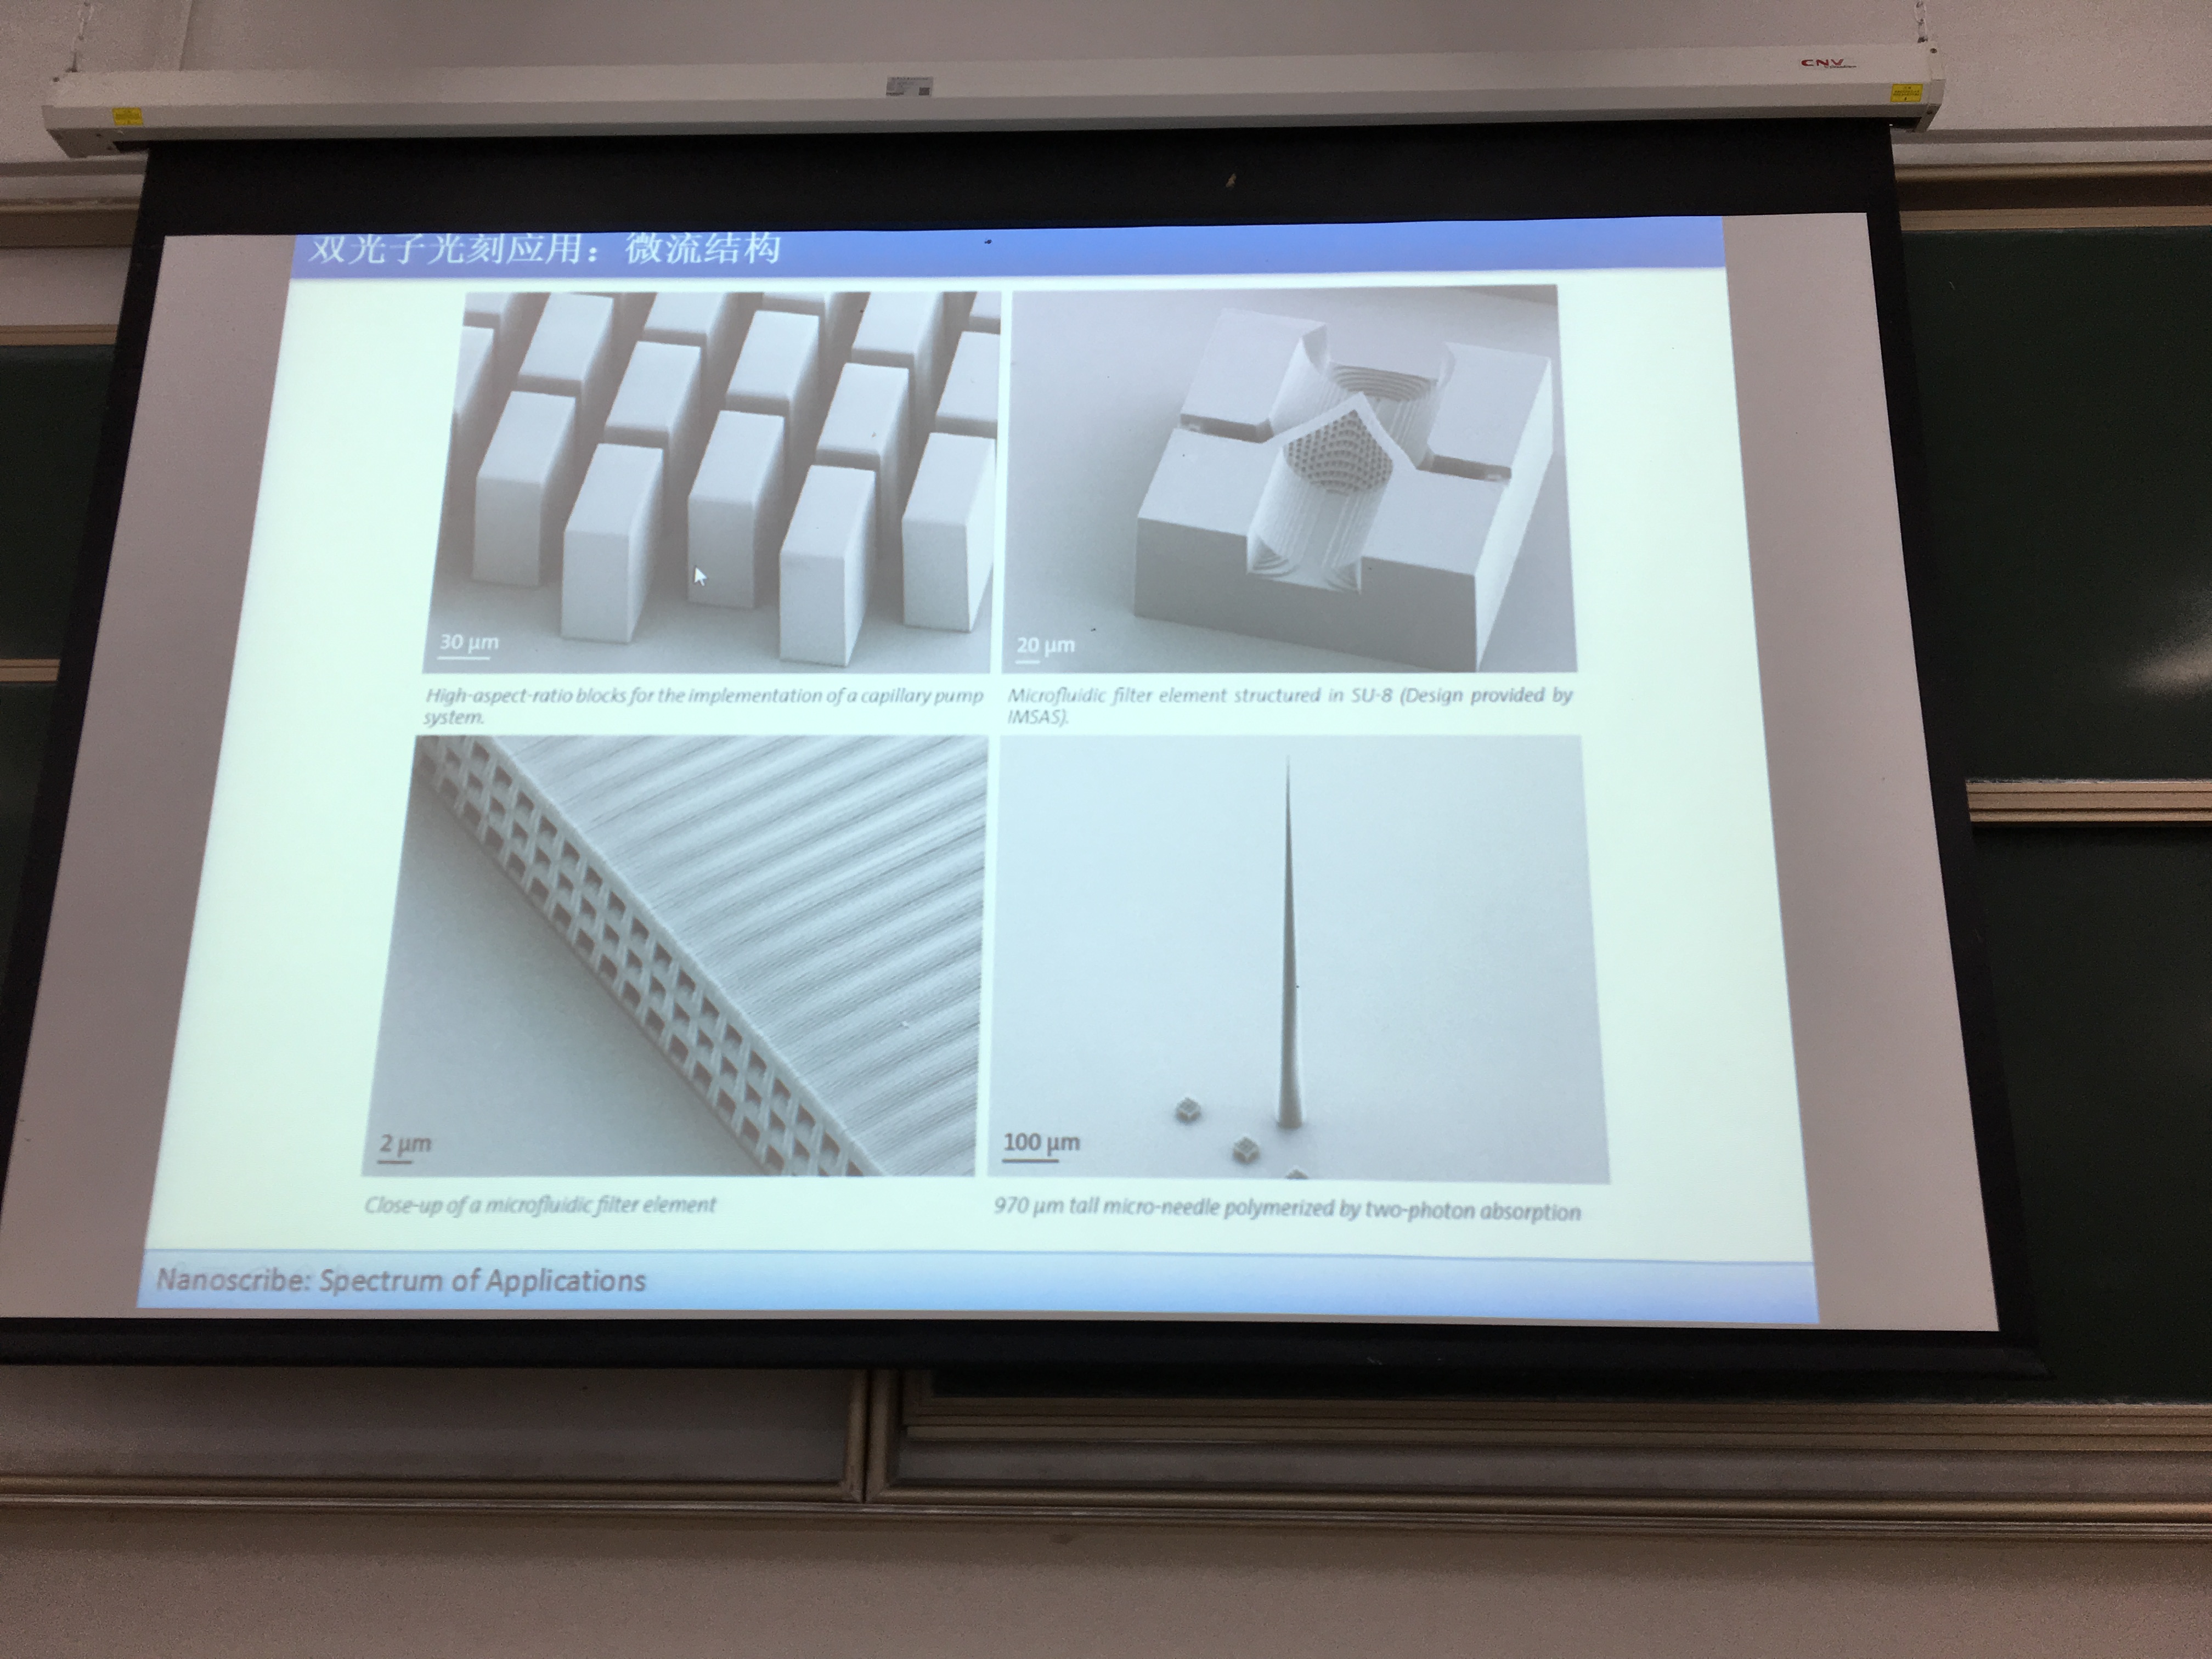 CNV
双光子光刻应用：微流结构
30 µm
20 µm
High-aspect-ratio blocks for the implementation of a capillary pump
system.
Microfluidic filter element structured in SU-8 (Design provided by
IMSAS).
2 µm
100 µm
Close-up of a microfluidic filter element
970 µm tall micro-needle polymerized by two-photon absorption
Nanoscribe: Spectrum of Applications